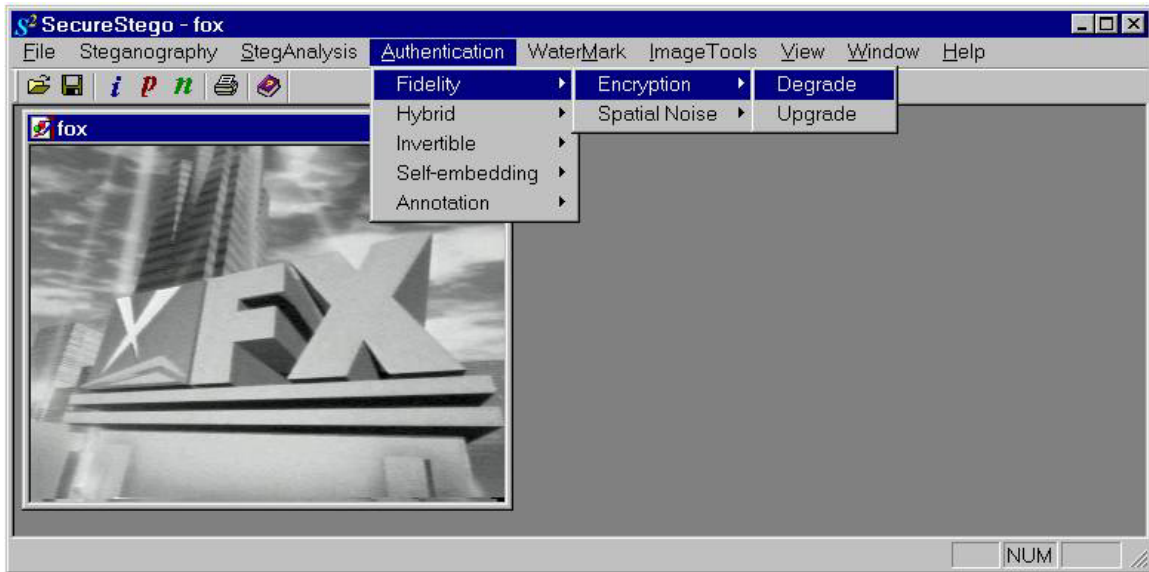 S² SecureStego - fox
File Steganography StegAnalysis Authentication WaterMark ImageTools View Window Help
i p n
Fidelity Encryption Degrade
Hybrid Spatial Noise Upgrade
Invertible
Self-embedding
Annotation
fox
FX
NUM